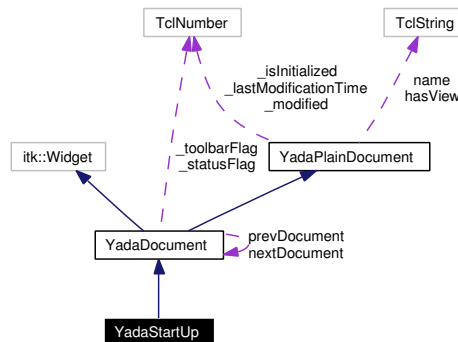 TclNumber
TclString
_isInitialized
_lastModificationTime
_modified
name
hasView
itk::Widget
_toolbarFlag
_statusFlag
YadaPlainDocument
YadaDocument
prevDocument
nextDocument
YadaStartUp